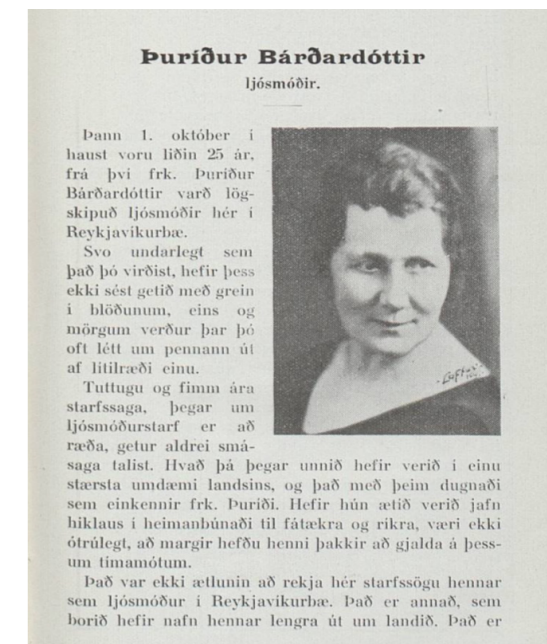 Þuríður Bárðardóttir
ljósmóðir.
Þann 1. október í
haust voru liðin 25 ár,
frá því frk. Þuríður
Bárðardóttir varð lög-
skipuð ljósmóðir hér í
Reykjavíkurbæ.
Svo undarlegt sem
það þó virðist, hefir þess
ekki sést getið með grein
í blöðunum, eins og
mörgum verður þar þó
oft létt um pennann út
af litilræði einu.
Tuttugu og fimm ára
starfssaga, þegar um
ljósmóðurstarf er að
ræða, getur aldrei smá-
saga talist. Hvað þá þegar unnið hefir verið í einu
stærsta umdæmi landsins, og það með þeim dugnaði
sem einkennir frk. Þuríði. Hefir hún ætíð verið jafn
hiklaus í heimanbúnaði til fátækra og ríkra, væri ekki
ótrúlegt, að margir hefðu henni þakkir að gjalda á þess-
um tímamótum.
Það var ekki ætlunin að rekja hér starfssögu hennar
sem ljósmóður í Reykjavíkurbæ. Það er annað, sem
borið hefir nafn hennar lengra út um landið. Það er